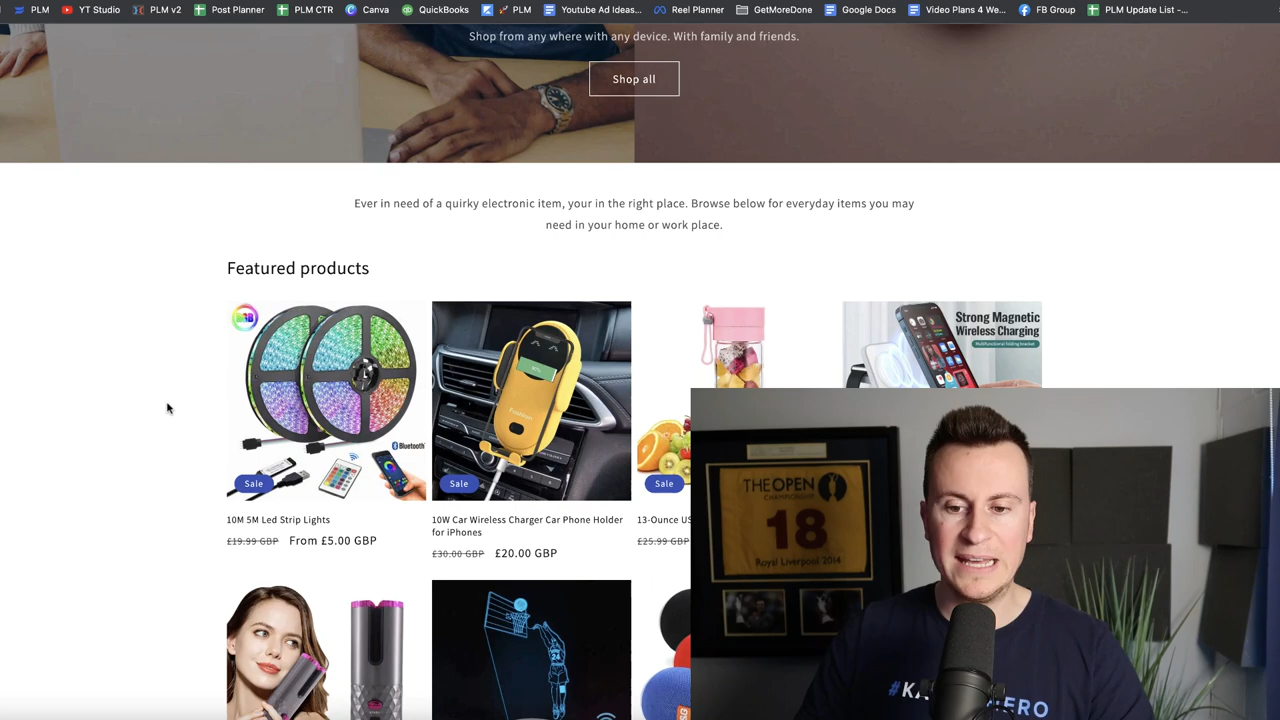 PLM
YT Studio
PLM v2
Post Planner
PLM CTR
Canva
QuickBooks
PLM
Youtube Ad Ideas...
Reel Planner
GetMoreDone
Google Docs
Video Plans 4 We...
FB Group
PLM Update List -...
Shop from any where with any device. With family and friends.
Shop all
Ever in need of a quirky electronic item, your in the right place. Browse below for everyday items you may
need in your home or work place.
Featured products
RGB
Bluetooth
Sale
Sale
Sale
Strong Magnetic
Wireless Charging
Multifunctional folding bracket
10M 5M Led Strip Lights
£19.99 GBP From £5.00 GBP
10W Car Wireless Charger Car Phone Holder
for iPhones
£30.00 GBP £20.00 GBP
13-Ounce
£25.99 GBP
THE OPEN
CHAMPIONSHIP
18
Royal Liverpool 2014
24